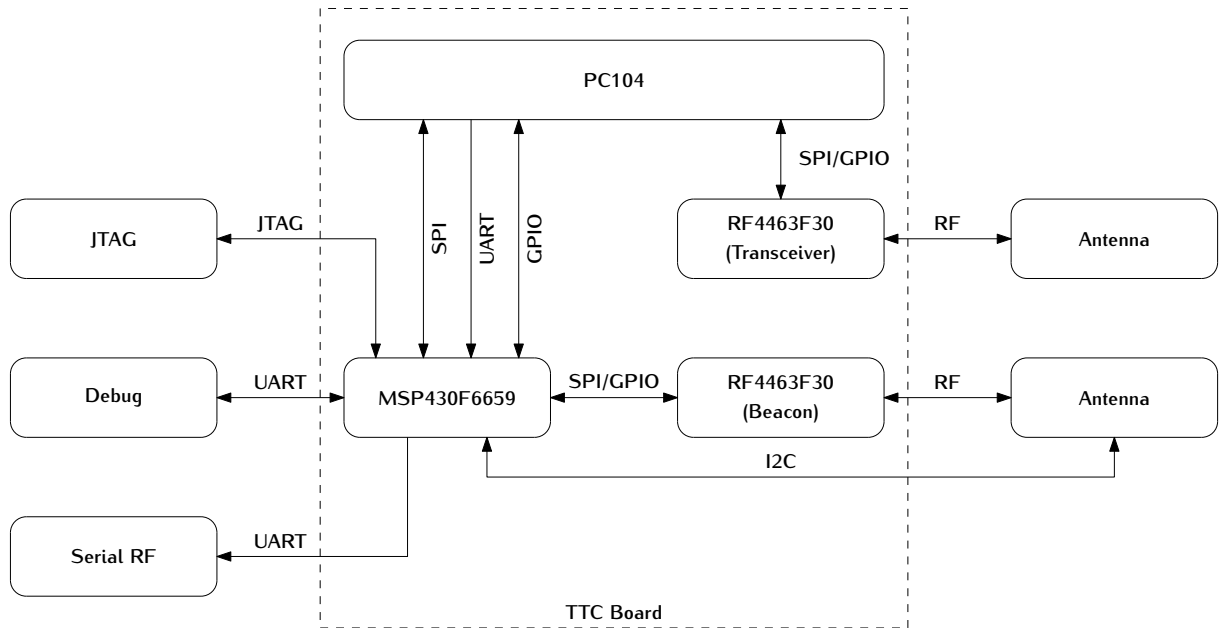 PC104
SPI/GPIO
JTAG
JTAG
SPI
UART
GPIO
RF4463F30
(Transceiver)
RF
Antenna
Debug
UART
MSP430F6659
SPI/GPIO
RF4463F30
(Beacon)
RF
Antenna
I2C
Serial RF
UART
TTC Board